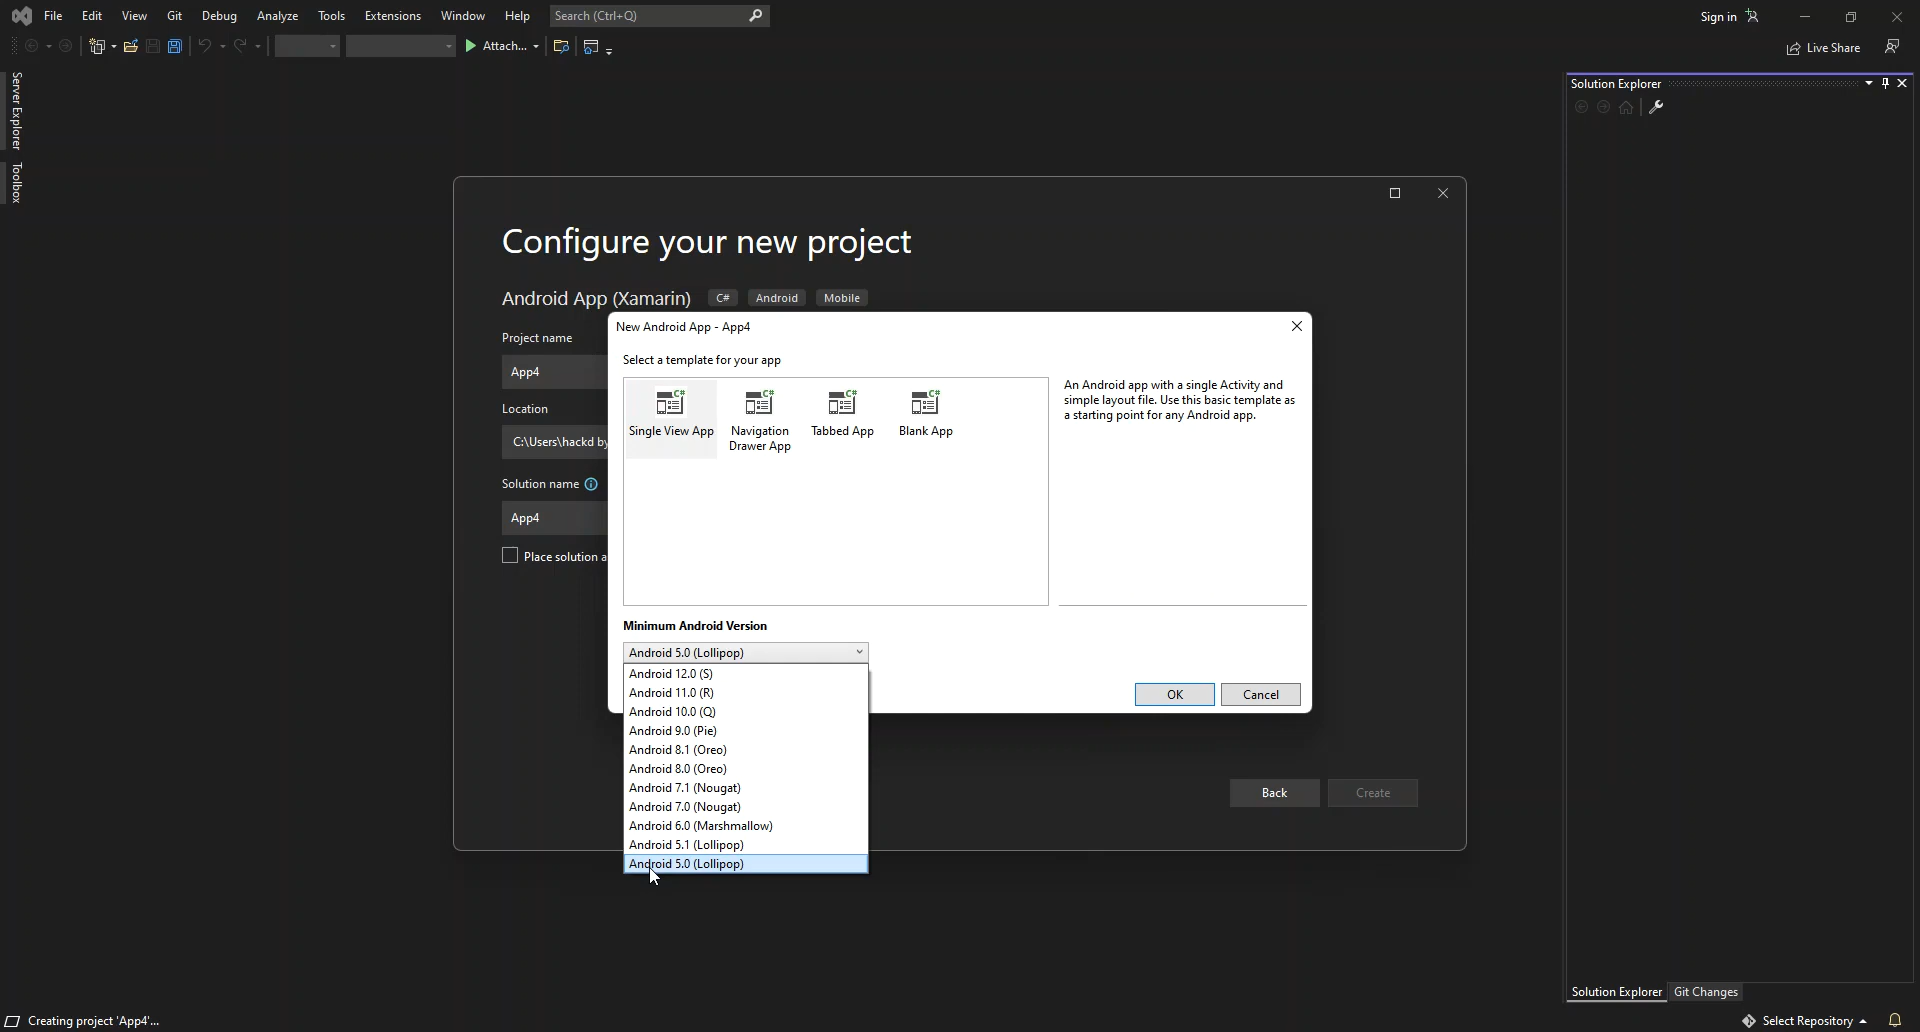 File Edit View Git Debug Analyze Tools Extensions Window Help Search (Ctrl+Q) Sign in
Attach... Live Share
Server Explorer
Toolbox
Solution Explorer
Configure your new project
Android App (Xamarin) C# Android Mobile
Project name
App4
Location
C:\Users\hackd by
Solution name
App4
Place solution a
New Android App - App4
Select a template for your app
C# C# C# C#
Single View App
Navigation
Drawer App
Tabbed App
Blank App
An Android app with a single Activity and
simple layout file. Use this basic template as
a starting point for any Android app.
Minimum Android Version
Android 5.0 (Lollipop)
Android 12.0 (S)
Android 11.0 (R)
Android 10.0 (Q)
Android 9.0 (Pie)
Android 8.1 (Oreo)
Android 8.0 (Oreo)
Android 7.1 (Nougat)
Android 7.0 (Nougat)
Android 6.0 (Marshmallow)
Android 5.1 (Lollipop)
Android 5.0 (Lollipop)
OK Cancel
Back Create
Solution Explorer Git Changes
Creating project 'App4'... Select Repository